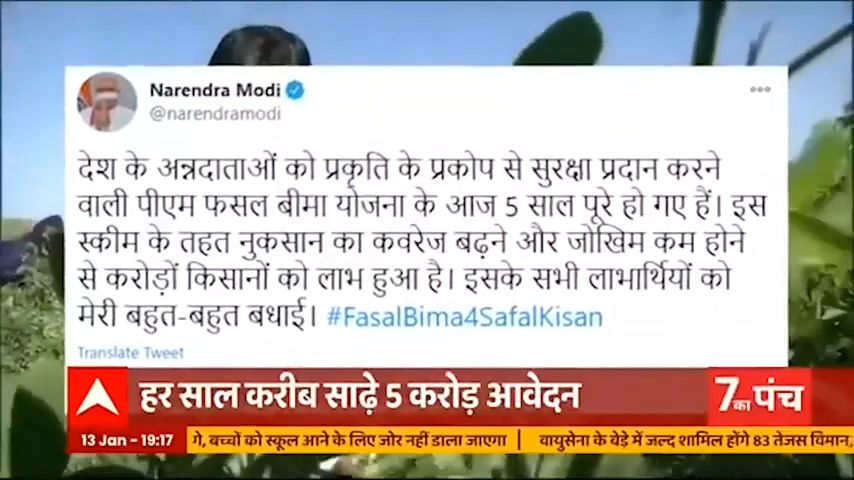 Narendra Modi
@narendramodi
देश के अन्नदाताओं को प्रकृति के प्रकोप से सुरक्षा प्रदान करने
वाली पीएम फसल बीमा योजना के आज 5 साल पूरे हो गए हैं। इस
स्कीम के तहत नुकसान का कवरेज बढ़ने और जोखिम कम होने
से करोड़ों किसानों को लाभ हुआ है। इसके सभी लाभार्थियों को
मेरी बहुत-बहुत बधाई। #FasalBima4SafalKisan
Translate Tweet
हर साल करीब साढ़े 5 करोड़ आवेदन
7 का पंच
13 Jan - 19:17 गे, बच्चों को स्कूल आने के लिए जोर नहीं डाला जाएगा | वायुसेना के बेड़े में जल्द शामिल होंगे 83 तेजस विमान,